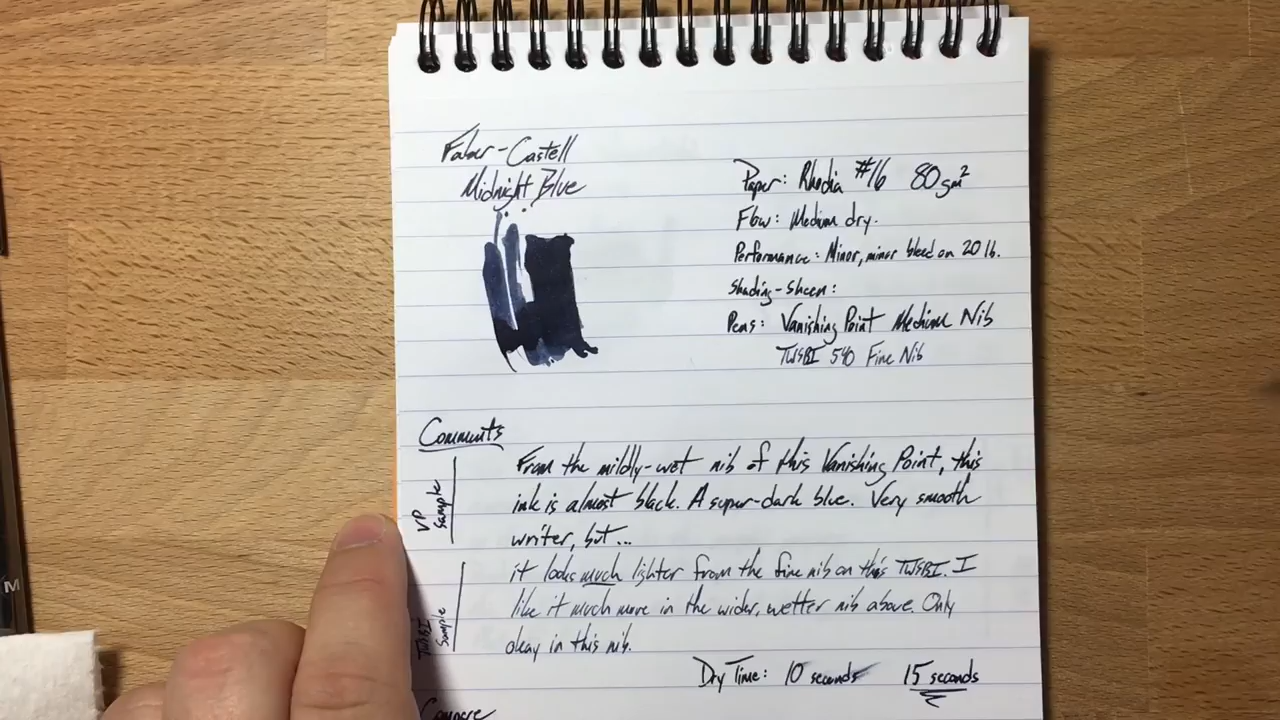 Faber-Castell
Midnight Blue
Paper: Rhodia #16 80gm²
Flow: Medium dry.
Performance: Minor, minor bleed on 20 lb.
Shading-Sheen:
Pens: Vanishing Point Medium Nib
TWSBI 540 Fine Nib
Comments
VP
Sample
From the mildly-wet nib of this Vanishing Point, this
ink is almost black. A super-dark blue. Very smooth
writer, but...
TWSBI
Sample
it looks much lighter from the fine nib on this TWSBI. I
like it much more in the wider, wetter nib above. Only
okay in this nib.
Dry Time: 10 seconds 15 seconds
Compare
M